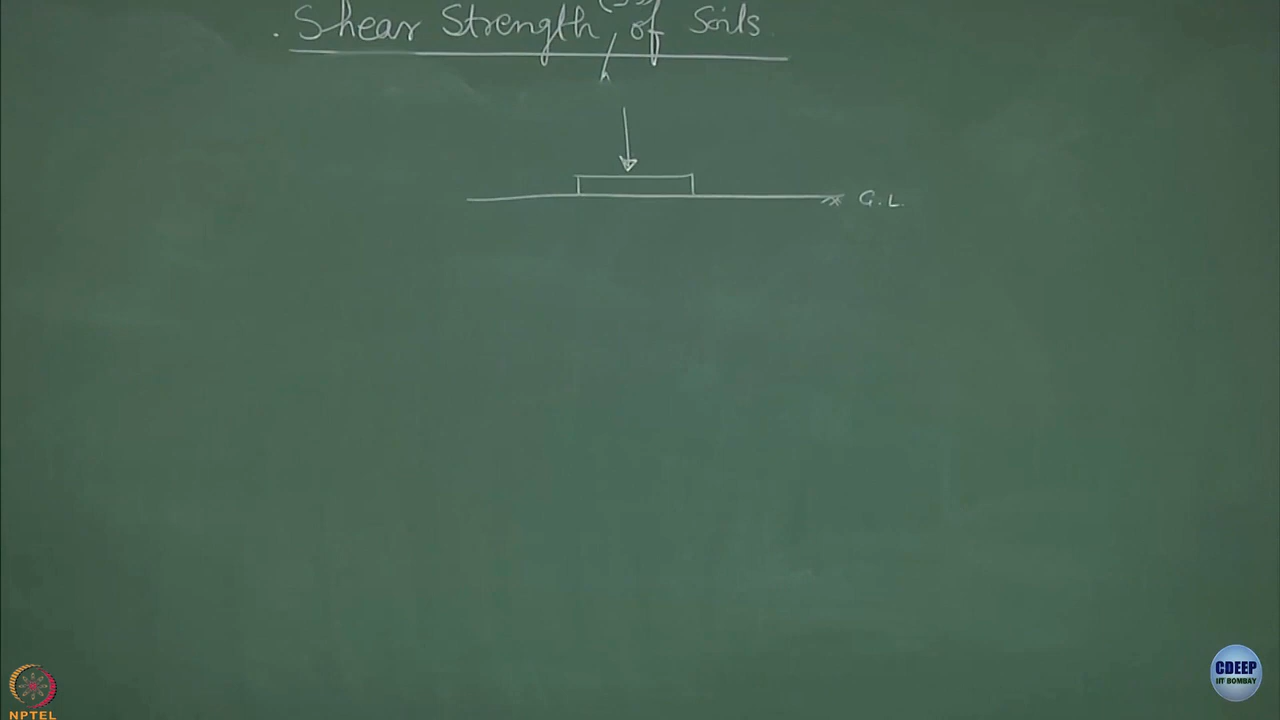 . Shear Strength of Soils
G.L.
NPTEL
CDEEP
IIT BOMBAY